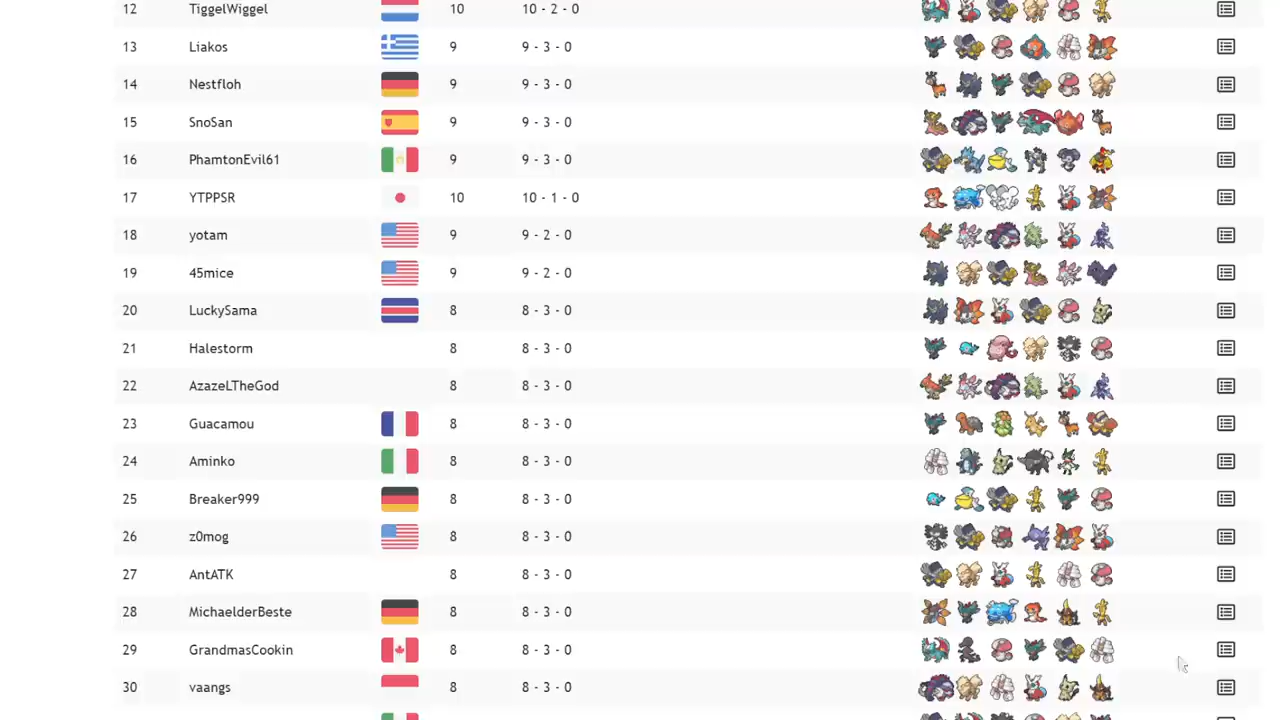 12 TiggelWiggel 10 10 - 2 - 0
13 Liakos 9 9 - 3 - 0
14 Nestfloh 9 9 - 3 - 0
15 SnoSan 9 9 - 3 - 0
16 PhamtonEvil61 9 9 - 3 - 0
17 YTPPSR 10 10 - 1 - 0
18 yotam 9 9 - 2 - 0
19 45mice 9 9 - 2 - 0
20 LuckySama 8 8 - 3 - 0
21 Halestorm 8 8 - 3 - 0
22 AzazeLTheGod 8 8 - 3 - 0
23 Guacamou 8 8 - 3 - 0
24 Aminko 8 8 - 3 - 0
25 Breaker999 8 8 - 3 - 0
26 z0mog 8 8 - 3 - 0
27 AntATK 8 8 - 3 - 0
28 MichaelderBeste 8 8 - 3 - 0
29 GrandmasCookin 8 8 - 3 - 0
30 vaangs 8 8 - 3 - 0